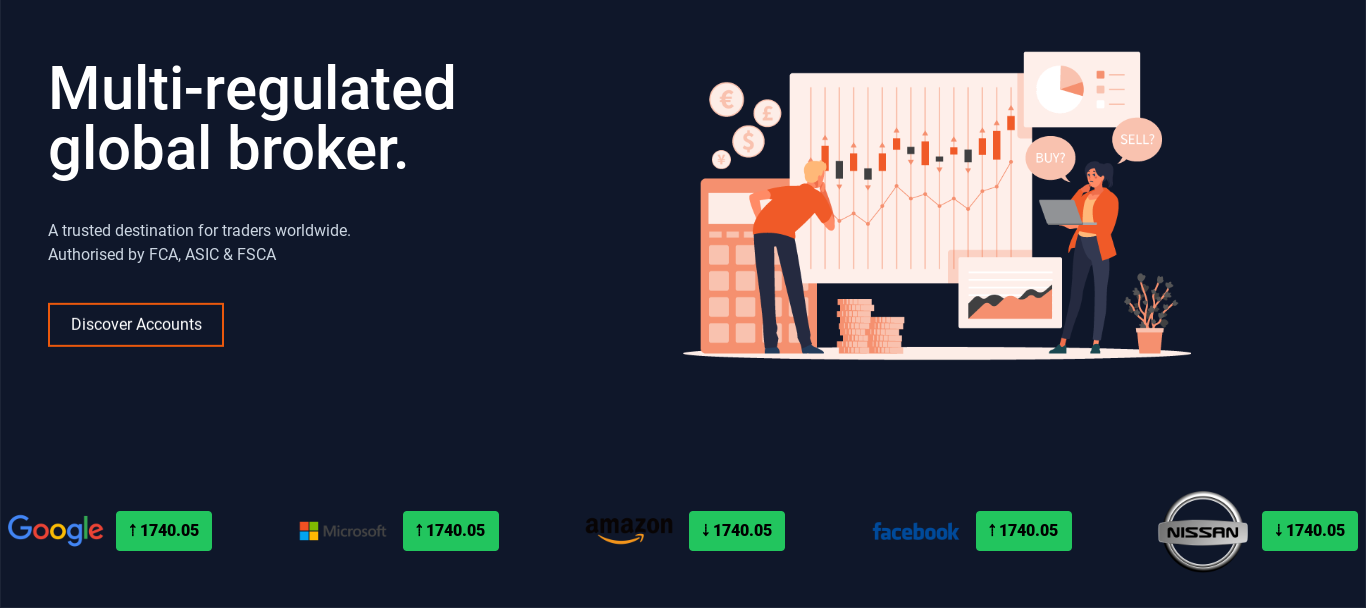 Multi-regulated
global broker.
A trusted destination for traders worldwide.
Authorised by FCA, ASIC & FSCA
Discover Accounts
€
£
$
¥
BUY?
SELL?
Google ↑ 1740.05
Microsoft ↑ 1740.05
amazon ↓ 1740.05
facebook ↑ 1740.05
NISSAN ↓ 1740.05